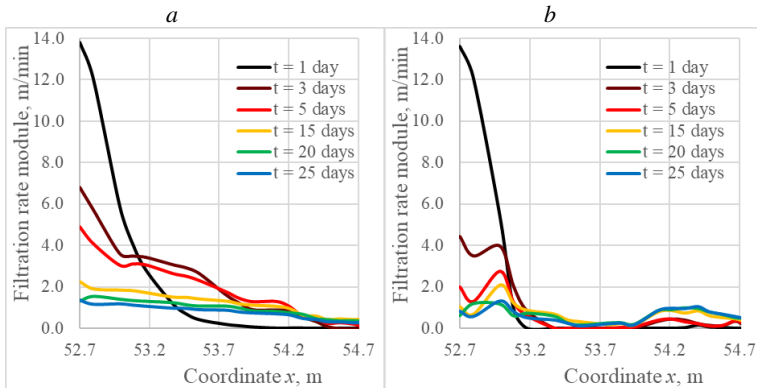 a
Filtration rate module, m/min
14.0
12.0
10.0
8.0
6.0
4.0
2.0
0.0
t = 1 day
t = 3 days
t = 5 days
t = 15 days
t = 20 days
t = 25 days
52.7 53.2 53.7 54.2 54.7
Coordinate x, m
b
Filtration rate module, m/min
14.0
12.0
10.0
8.0
6.0
4.0
2.0
0.0
t = 1 day
t = 3 days
t = 5 days
t = 15 days
t = 20 days
t = 25 days
52.7 53.2 53.7 54.2 54.7
Coordinate x, m